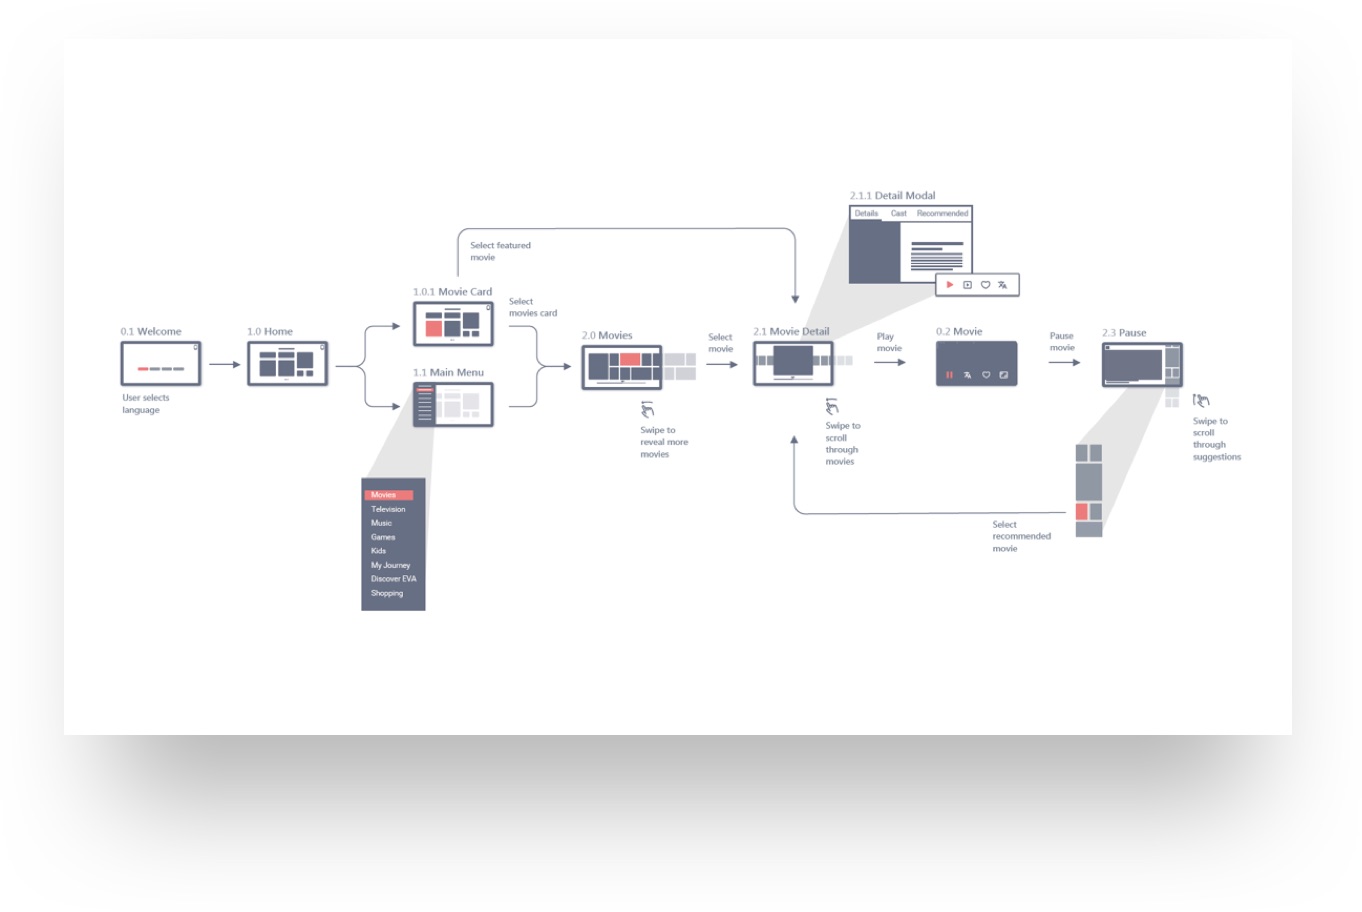 2.1.1 Detail Modal
Details Cast Recommended
Select featured
movie
1.0.1 Movie Card
Select
movies card
0.1 Welcome
1.0 Home
2.0 Movies
Select
movie
2.1 Movie Detail
Play
movie
0.2 Movie
Pause
movie
2.3 Pause
1.1 Main Menu
User selects
language
Swipe to
reveal more
movies
Swipe to
scroll
through
movies
Swipe to
scroll
through
suggestions
Movies
Television
Music
Games
Kids
My Journey
Discover EVA
Shopping
Select
recommended
movie